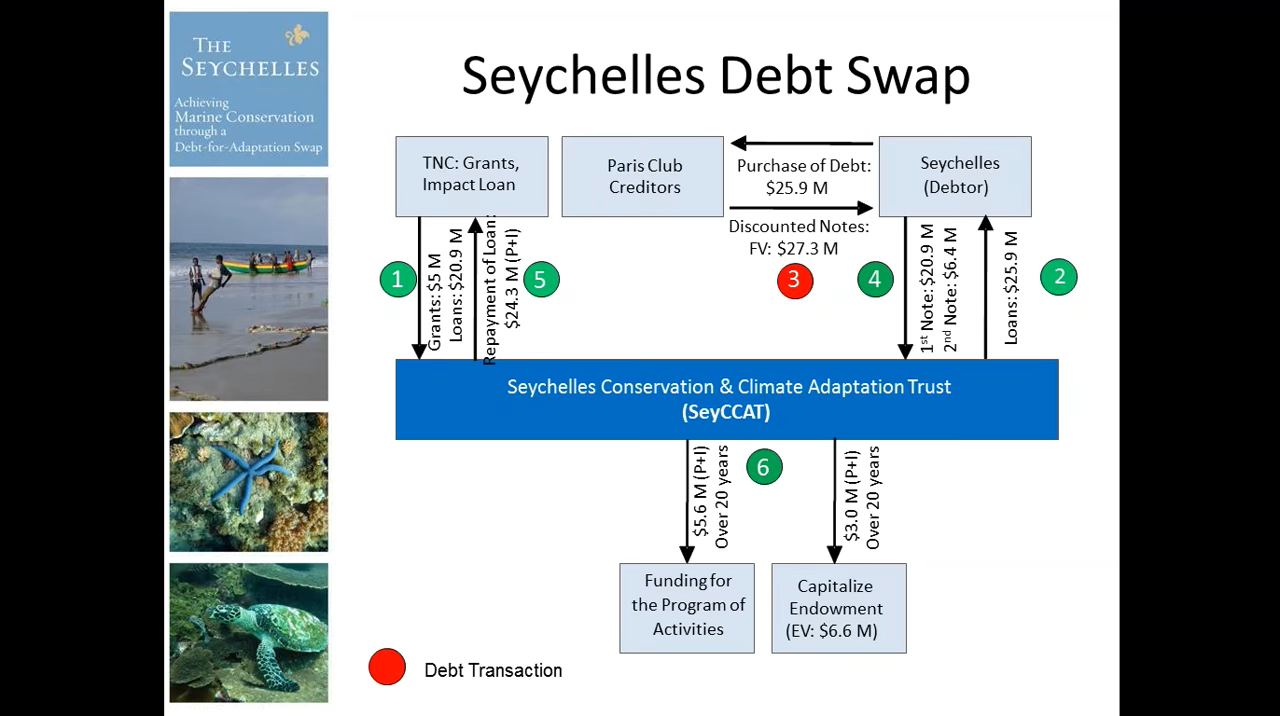 THE
SEYCHELLES
Achieving
Marine Conservation
through a
Debt-for-Adaptation Swap
Seychelles Debt Swap
TNC: Grants,
Impact Loan
Paris Club
Creditors
Purchase of Debt:
$25.9 M
Discounted Notes:
FV: $27.3 M
Seychelles
(Debtor)
1
Grants: $5 M
Loans: $20.9 M
Repayment of Loan:
$24.3 M (P+I)
5
3
4
1st Note: $20.9 M
2nd Note: $6.4 M
Loans: $25.9 M
2
Seychelles Conservation & Climate Adaptation Trust
(SeyCCAT)
$5.6 M (P+I)
Over 20 years
6
$3.0 M (P+I)
Over 20 years
Funding for
the Program of
Activities
Capitalize
Endowment
(EV: $6.6 M)
Debt Transaction